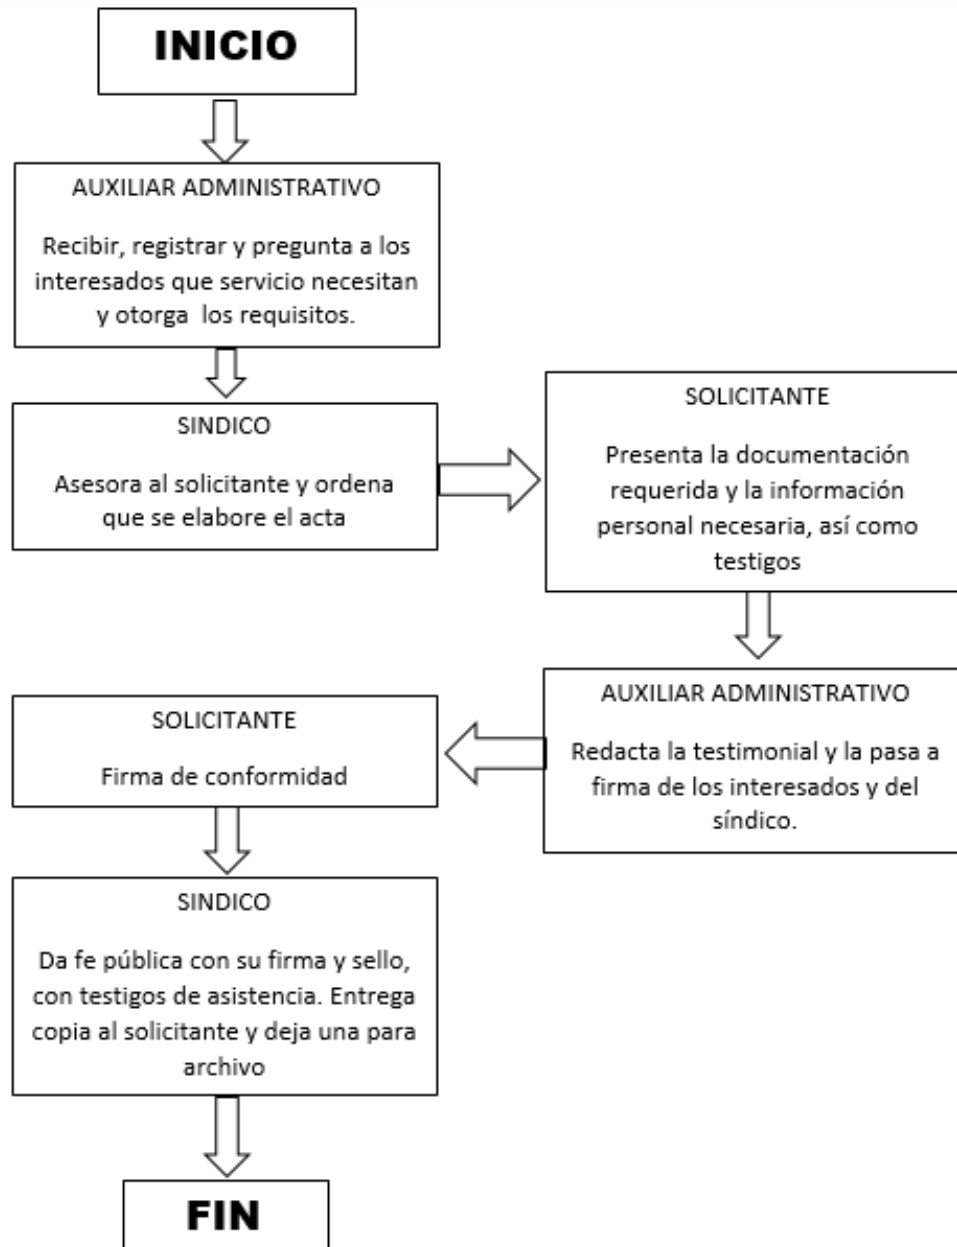 INICIO
AUXILIAR ADMINISTRATIVO
Recibir, registrar y pregunta a los
interesados que servicio necesitan
y otorga  los requisitos.
SINDICO
Asesora al solicitante y ordena
que se elabore el acta
SOLICITANTE
Presenta la documentación
requerida y la información
personal necesaria, así como
testigos
AUXILIAR ADMINISTRATIVO
Redacta la testimonial y la pasa a
firma de los interesados y del
síndico.
SOLICITANTE
Firma de conformidad
SINDICO
Da fe pública con su firma y sello,
con testigos de asistencia. Entrega
copia al solicitante y deja una para
archivo
FIN